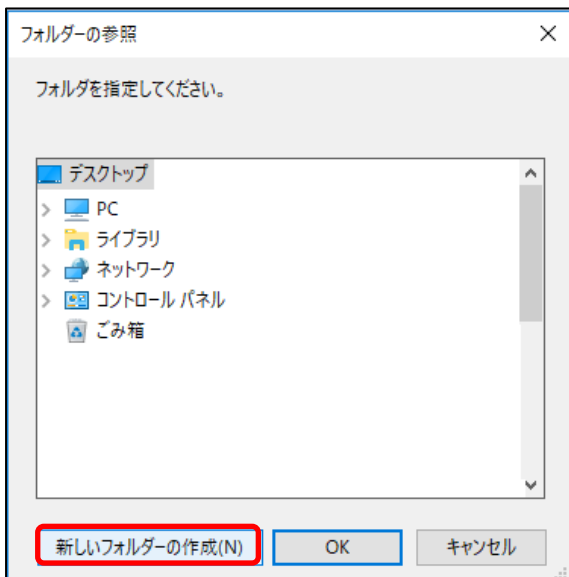 フォルダーの参照
フォルダを指定してください。
デスクトップ
PC
ライブラリ
ネットワーク
コントロール パネル
ごみ箱
新しいフォルダーの作成(N)
OK
キャンセル